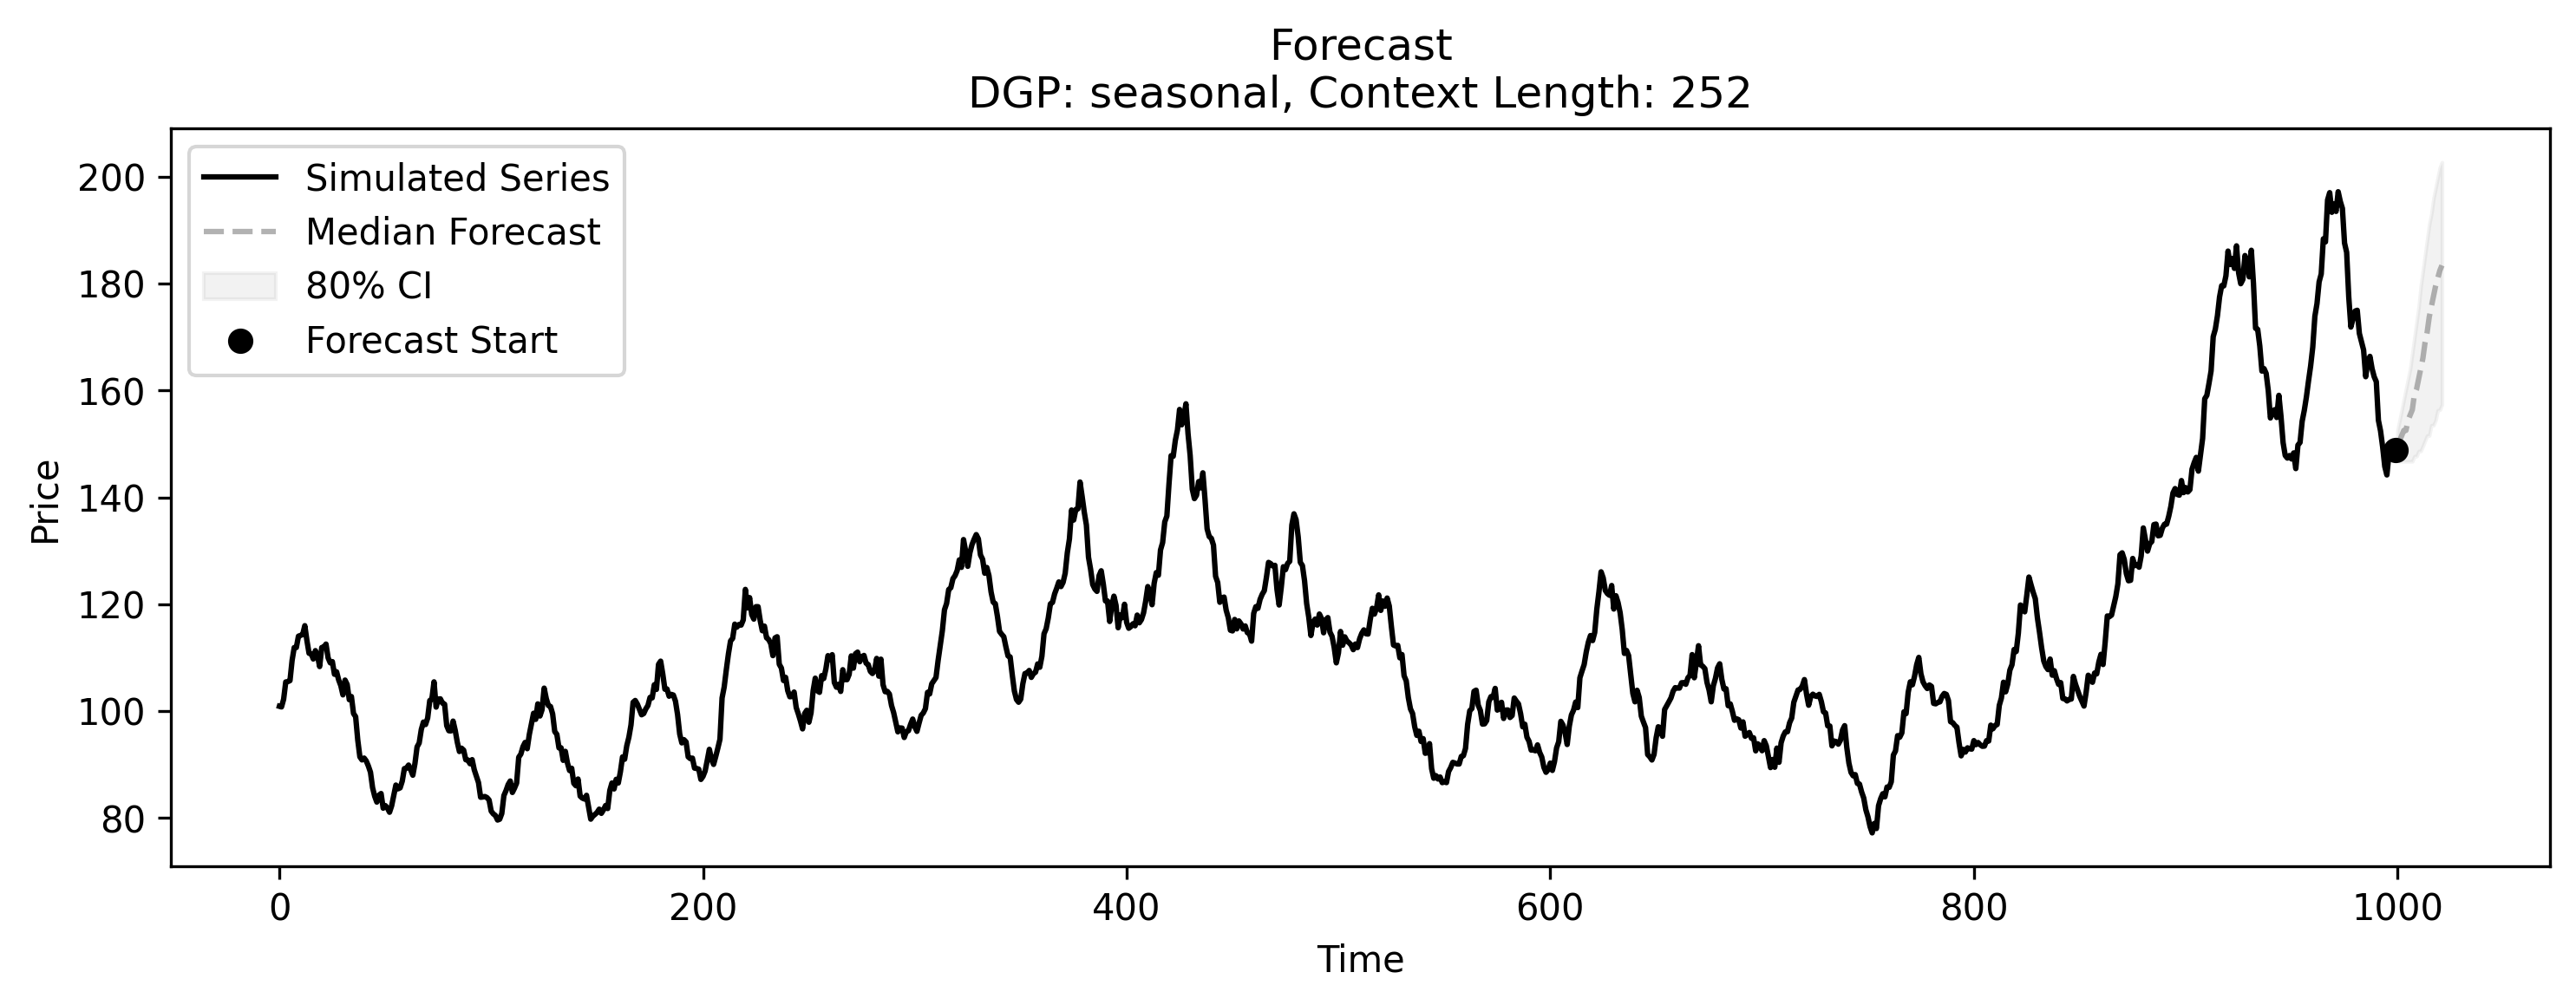 Forecast
DGP: seasonal, Context Length: 252
Simulated Series
Median Forecast
80% CI
Forecast Start
200
180
160
140
120
100
80
Price
0
200
400
600
800
1000
Time